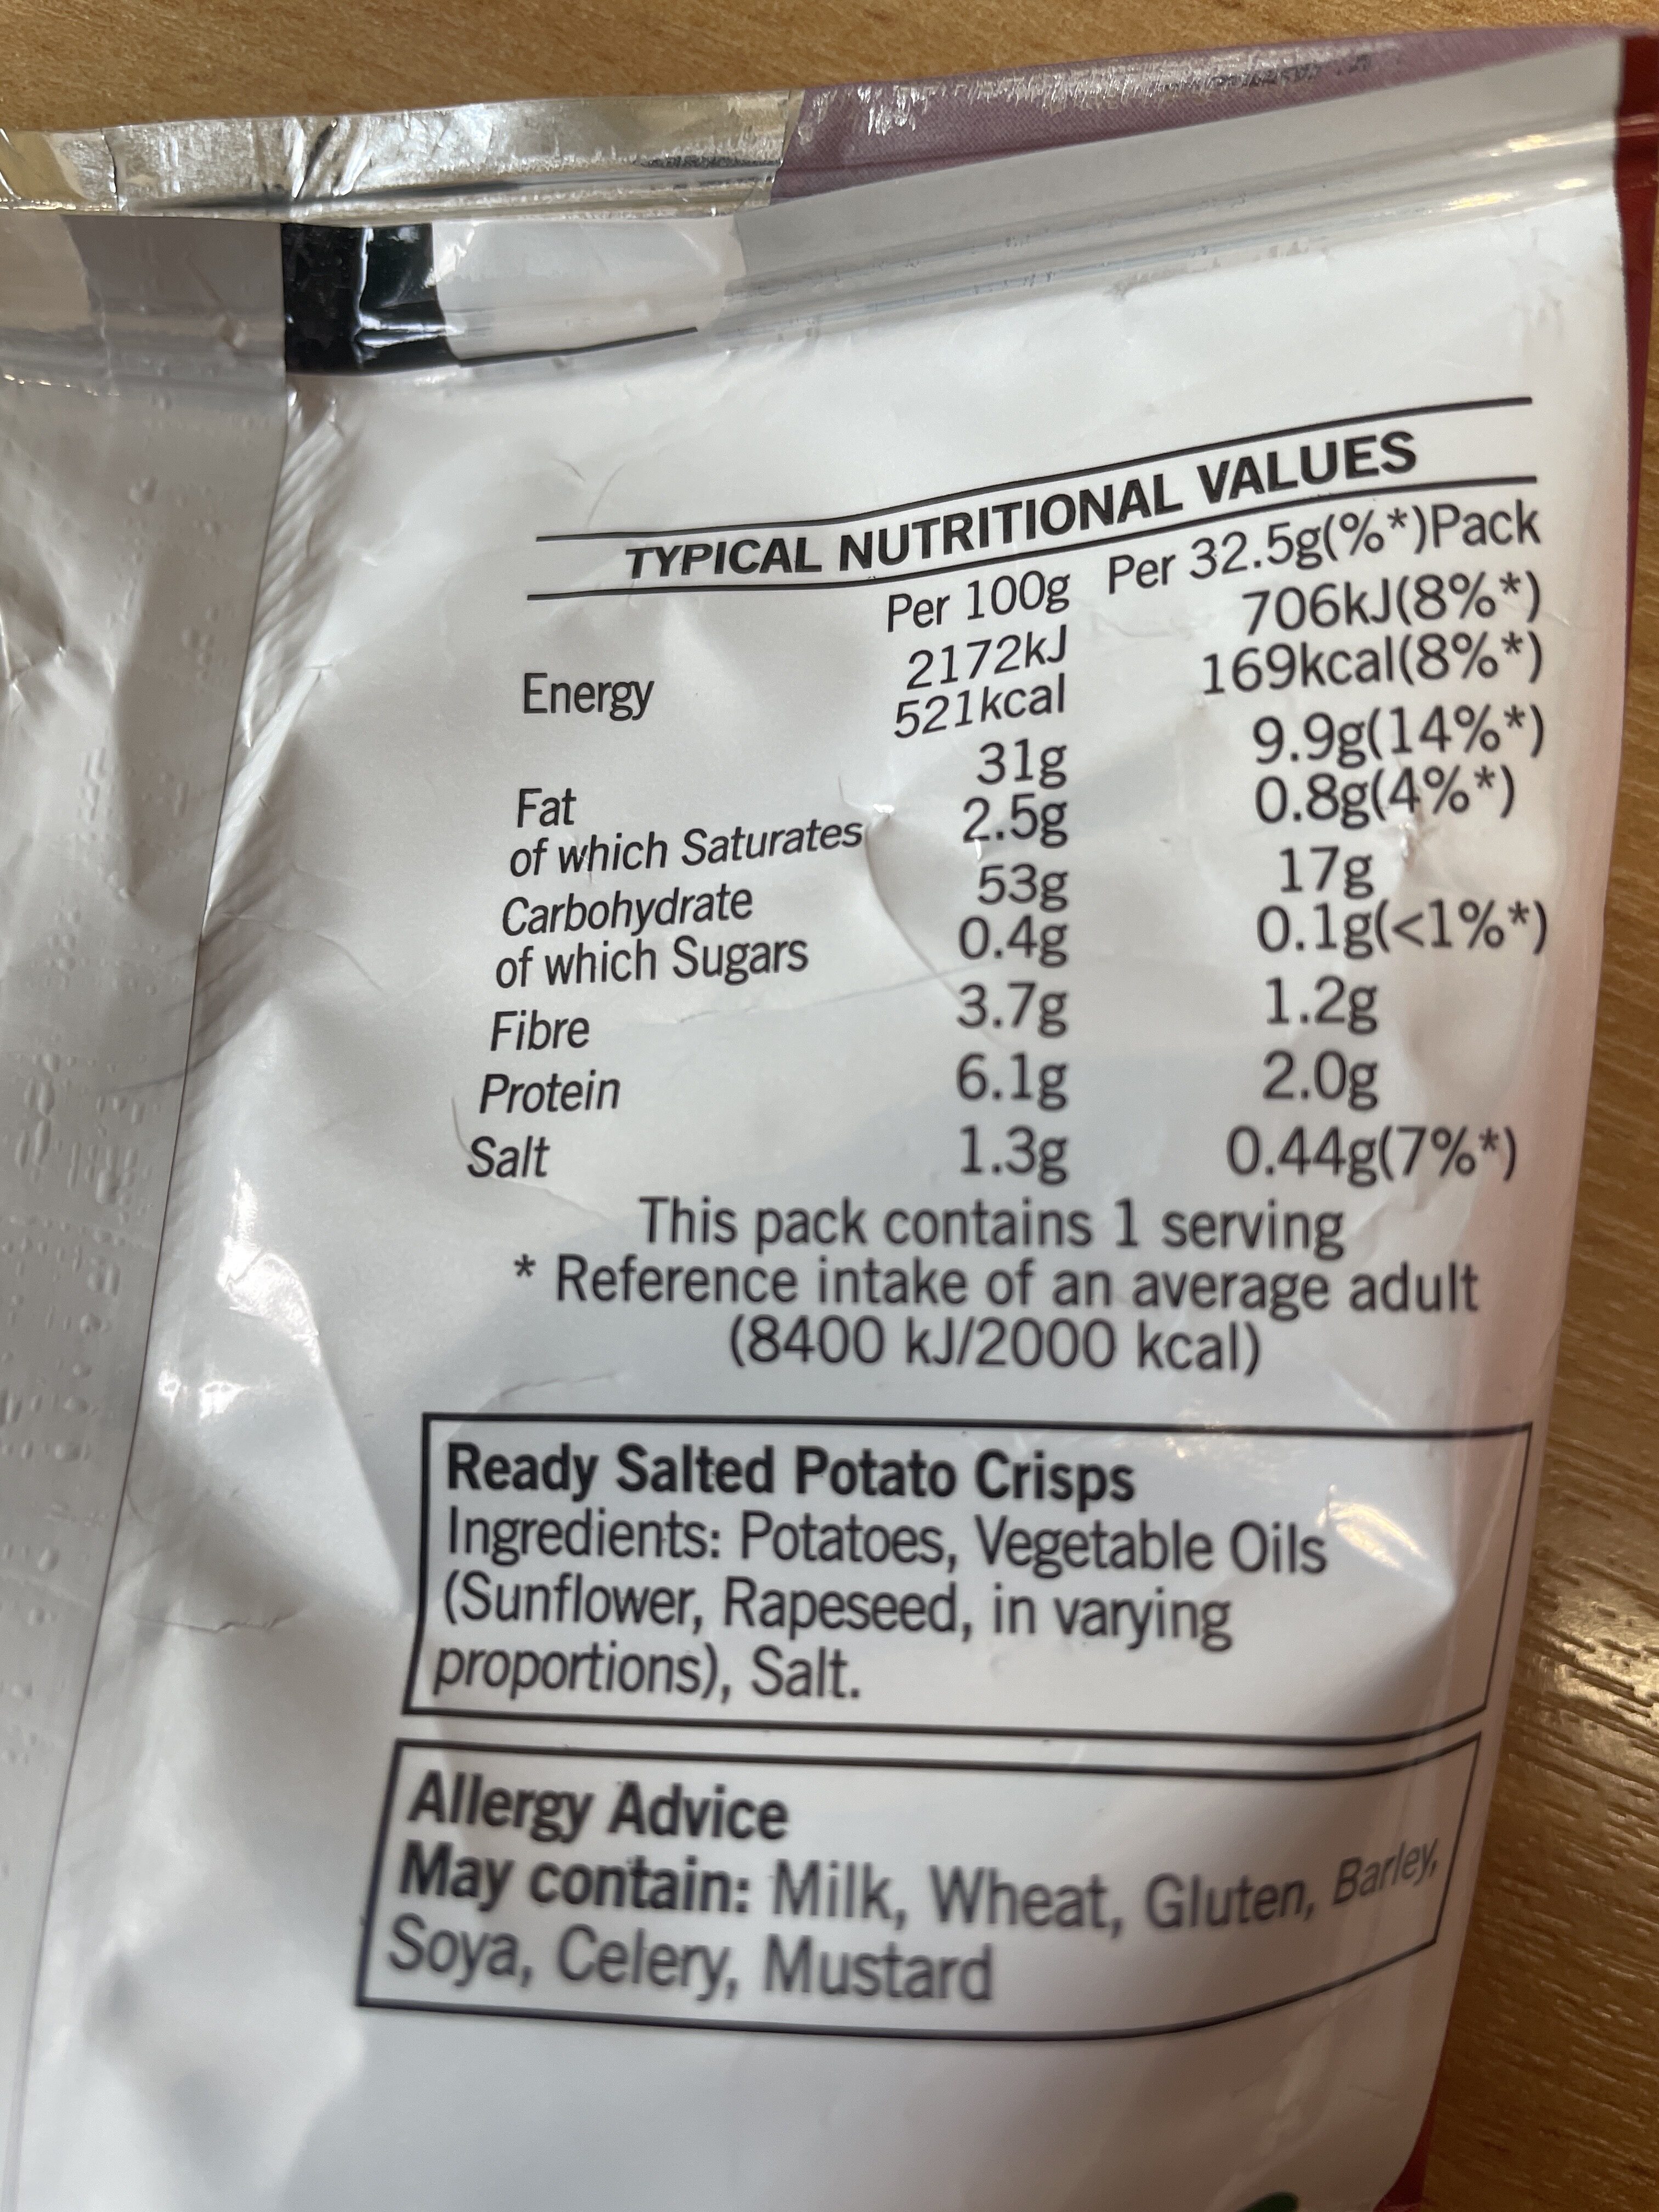 TYPICAL NUTRITIONAL VALUES
Per 100g Per 32.5g(%*)Pack
Energy 2172kJ 706kJ(8%*)
521kcal 169kcal(8%*)
Fat 31g 9.9g(14%*)
of which Saturates 2.5g 0.8g(4%*)
Carbohydrate 53g 17g
of which Sugars 0.4g 0.1g(<1%*)
Fibre 3.7g 1.2g
Protein 6.1g 2.0g
Salt 1.3g 0.44g(7%*)
This pack contains 1 serving
* Reference intake of an average adult
(8400 kJ/2000 kcal)
Ready Salted Potato Crisps
Ingredients: Potatoes, Vegetable Oils
(Sunflower, Rapeseed, in varying
proportions), Salt.
Allergy Advice
May contain: Milk, Wheat, Gluten, Barley,
Soya, Celery, Mustard